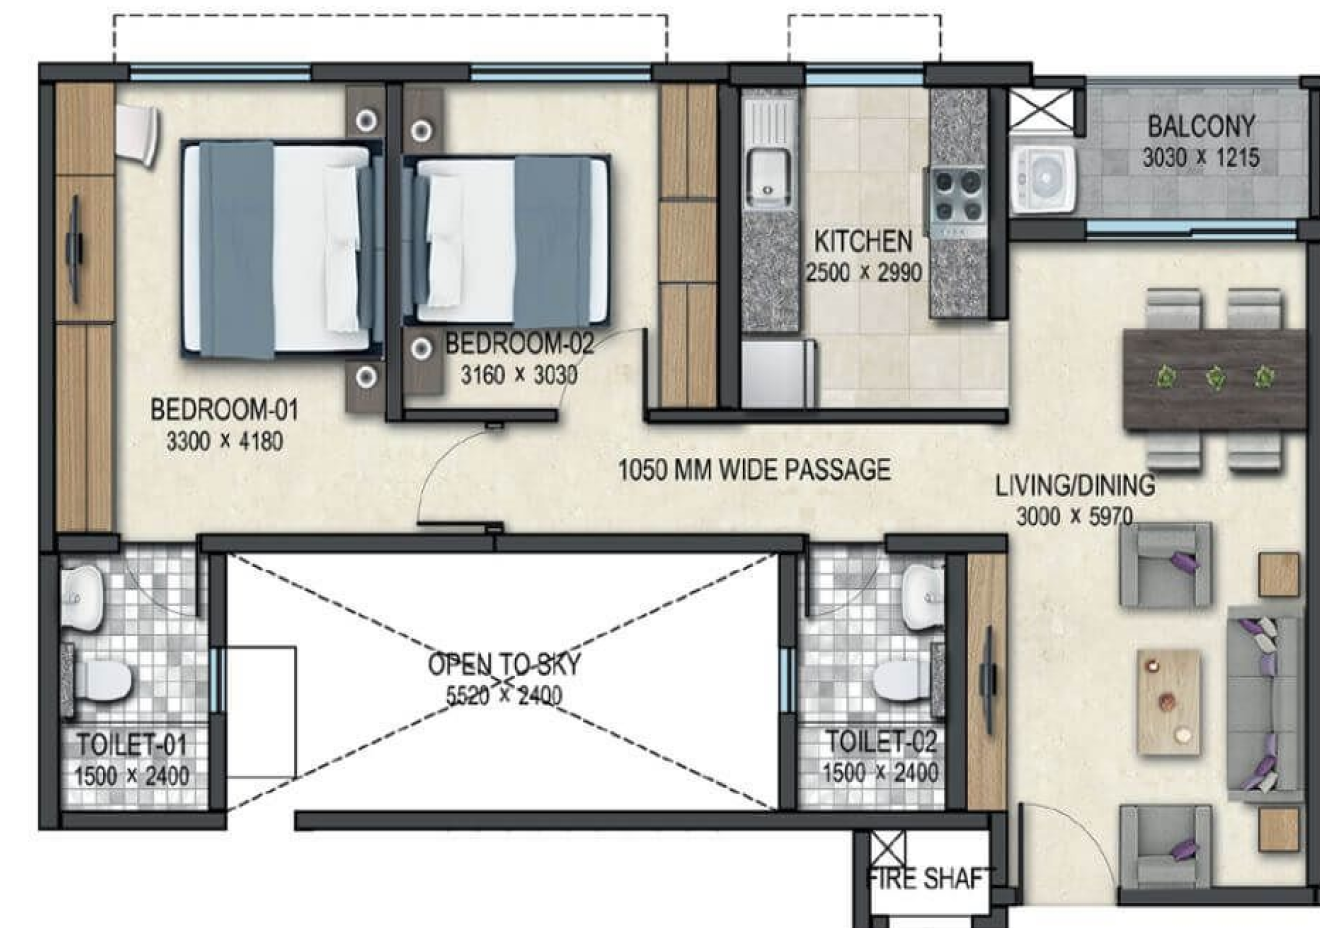 BALCONY
3030 x 1215
KITCHEN
2500 x 2990
BEDROOM-02
3160 x 3030
BEDROOM-01
3300 x 4180
1050 MM WIDE PASSAGE
LIVING/DINING
3000 x 5970
OPEN TO SKY
5520 x 2400
TOILET-01
1500 x 2400
TOILET-02
1500 x 2400
FIRE SHAFT